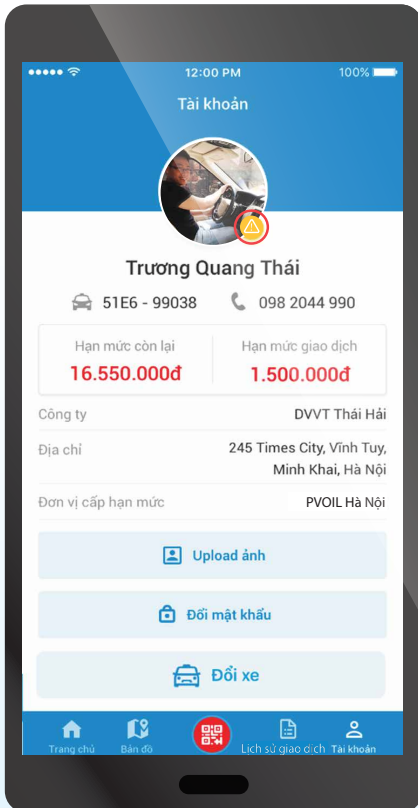 12:00 PM
100%
Tài khoản
Trương Quang Thái
51E6 - 99038
098 2044 990
Hạn mức còn lại
Hạn mức giao dịch
16.550.000đ
1.500.000đ
Công ty
DVVT Thái Hải
Địa chỉ
245 Times City, Vĩnh Tuy,
Minh Khai, Hà Nội
Đơn vị cấp hạn mức
PVOIL Hà Nội
Upload ảnh
Đổi mật khẩu
Đổi xe
Trang chủ
Bản đồ
Lịch sử giao dịch
Tài khoản